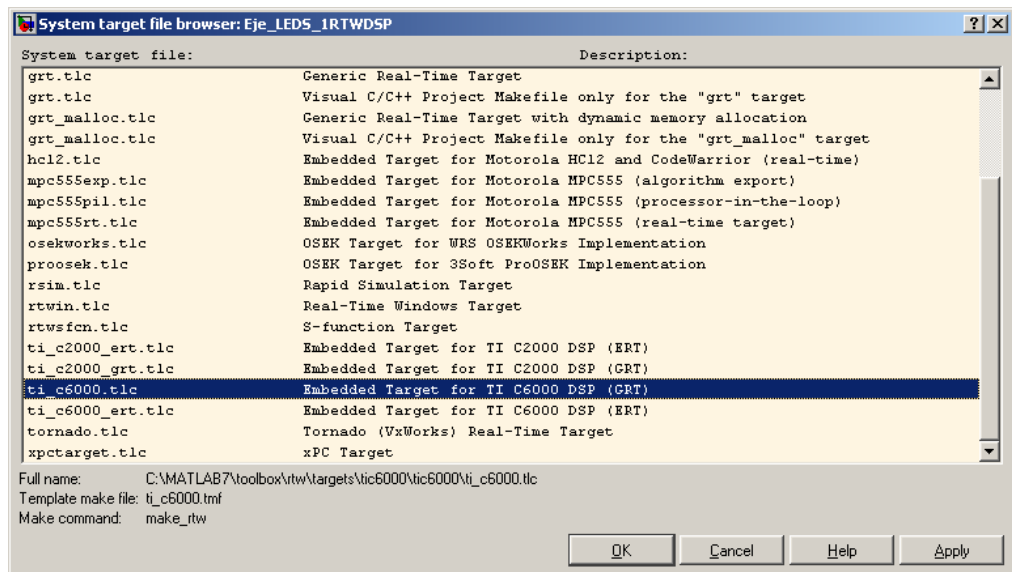 System target file browser: Eje_LEDS_1RTWDSP
System target file: Description:
grt.tlc Generic Real-Time Target
grt.tlc Visual C/C++ Project Makefile only for the "grt" target
grt_malloc.tlc Generic Real-Time Target with dynamic memory allocation
grt_malloc.tlc Visual C/C++ Project Makefile only for the "grt_malloc" target
hc12.tlc Embedded Target for Motorola HC12 and CodeWarrior (real-time)
mpc555exp.tlc Embedded Target for Motorola MPC555 (algorithm export)
mpc555pil.tlc Embedded Target for Motorola MPC555 (processor-in-the-loop)
mpc555rt.tlc Embedded Target for Motorola MPC555 (real-time target)
osekworks.tlc OSEK Target for WRS OSEKWorks Implementation
proosek.tlc OSEK Target for 3Soft ProOSEK Implementation
rsim.tlc Rapid Simulation Target
rtwin.tlc Real-Time Windows Target
rtwsfcn.tlc S-function Target
ti_c2000_ert.tlc Embedded Target for TI C2000 DSP (ERT)
ti_c2000_grt.tlc Embedded Target for TI C2000 DSP (GRT)
ti_c6000.tlc Embedded Target for TI C6000 DSP (GRT)
ti_c6000_ert.tlc Embedded Target for TI C6000 DSP (ERT)
tornado.tlc Tornado (VxWorks) Real-Time Target
xpctarget.tlc xPC Target
Full name: C:\MATLAB7\toolbox\rtw\targets\tic6000\tic6000\ti_c6000.tlc
Template make file: ti_c6000.tmf
Make command: make_rtw
OK Cancel Help Apply